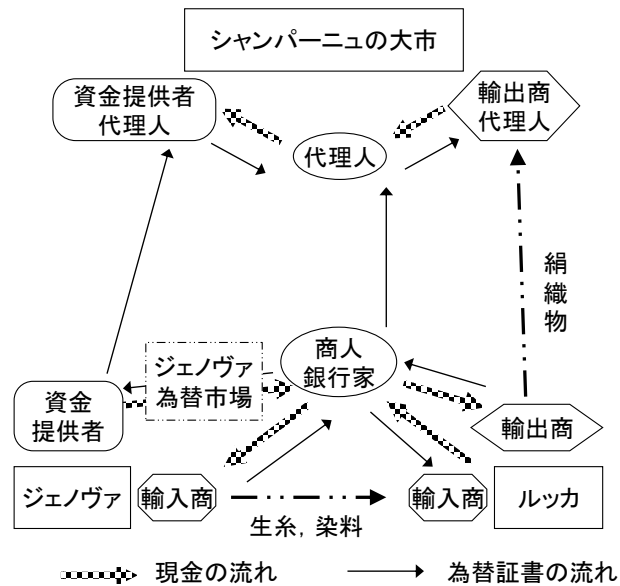 シャンパーニュの大市
資金提供者
代理人
輸出商
代理人
代理人
絹織物
商人
銀行家
ジェノヴァ
為替市場
資金
提供者
輸出商
ジェノヴァ
輸入商
輸入商
ルッカ
生糸，染料
現金の流れ
為替証書の流れ